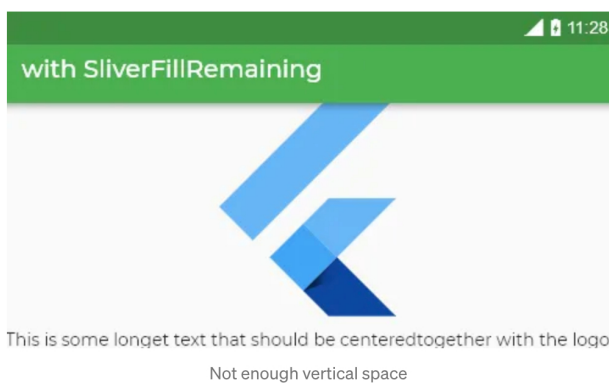 11:28
with SliverFillRemaining
This is some longet text that should be centeredtogether with the logo
Not enough vertical space